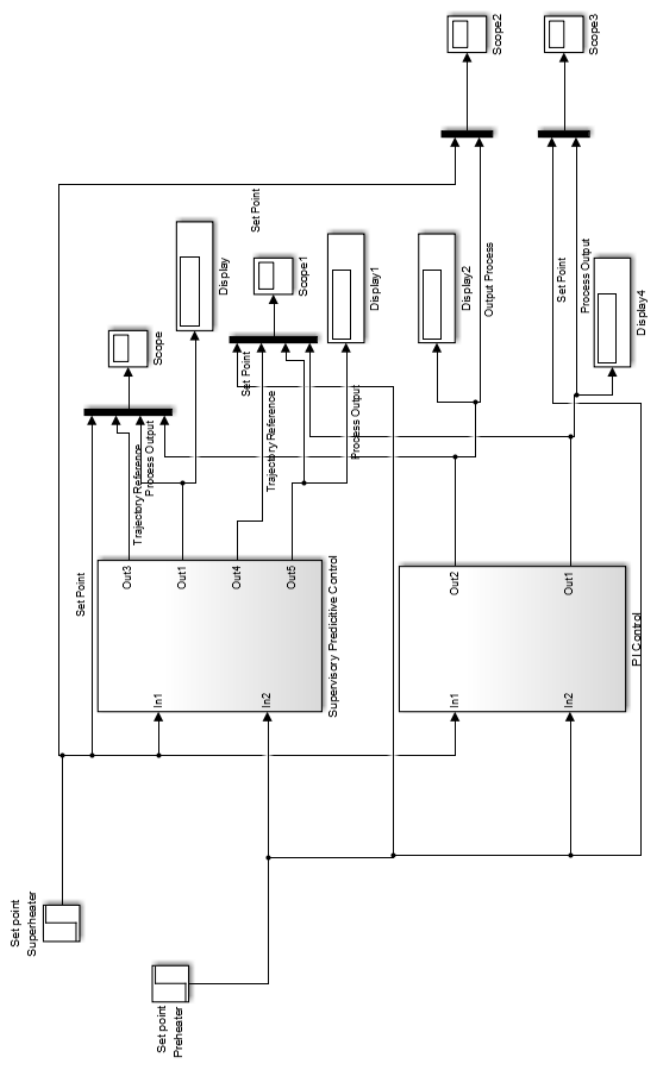 Set point
Superheater
Set point
Preheater
Set Point
In1
In2
Out3
Out1
Out4
Out5
Supervisory Predicitive Control
Trajectory Reference
Process Output
Scope
Display
Set Point
Trajectory Reference
Process Output
Scope1
Display1
In1
In2
Out2
Out1
PI Control
Set Point
Output Process
Display2
Scope2
Set Point
Process Output
Display4
Scope3